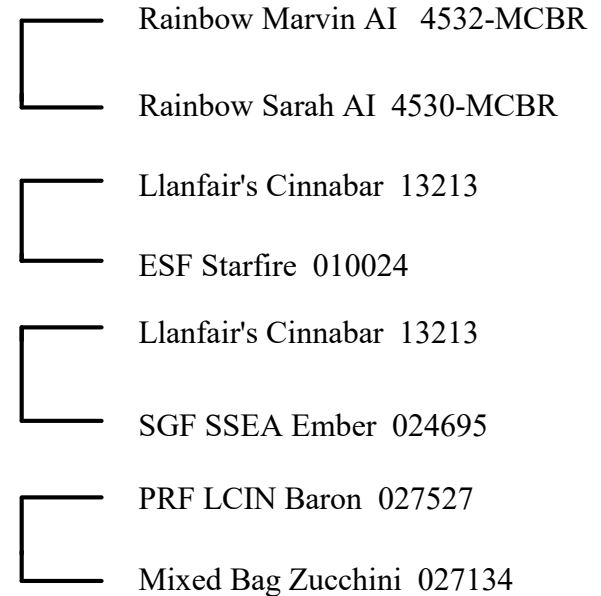 Rainbow Marvin AI 4532-MCBR
Rainbow Sarah AI 4530-MCBR
Llanfair's Cinnabar 13213
ESF Starfire 010024
Llanfair's Cinnabar 13213
SGF SSEA Ember 024695
PRF LCIN Baron 027527
Mixed Bag Zucchini 027134